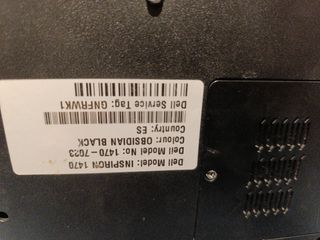 Dell Model: INSPIRON 1470
Dell Model No: 1470-7023
Colour: OBSIDIAN BLACK
Country: ES
Dell Service Tag: GNFRWK1